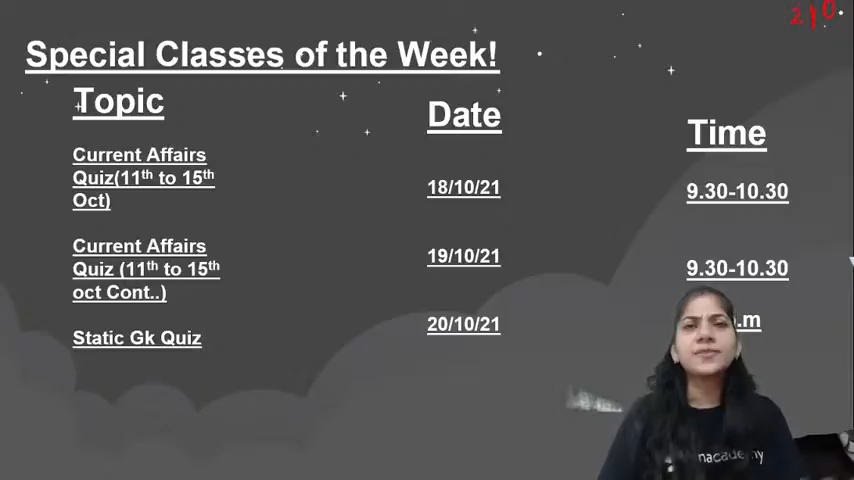 210
Special Classes of the Week!
Topic
Date
Time
Current Affairs
Quiz(11th to 15th
Oct)
18/10/21
9.30-10.30
Current Affairs
Quiz (11th to 15th
oct Cont..)
19/10/21
9.30-10.30
Static Gk Quiz
20/10/21
.m
nacademy